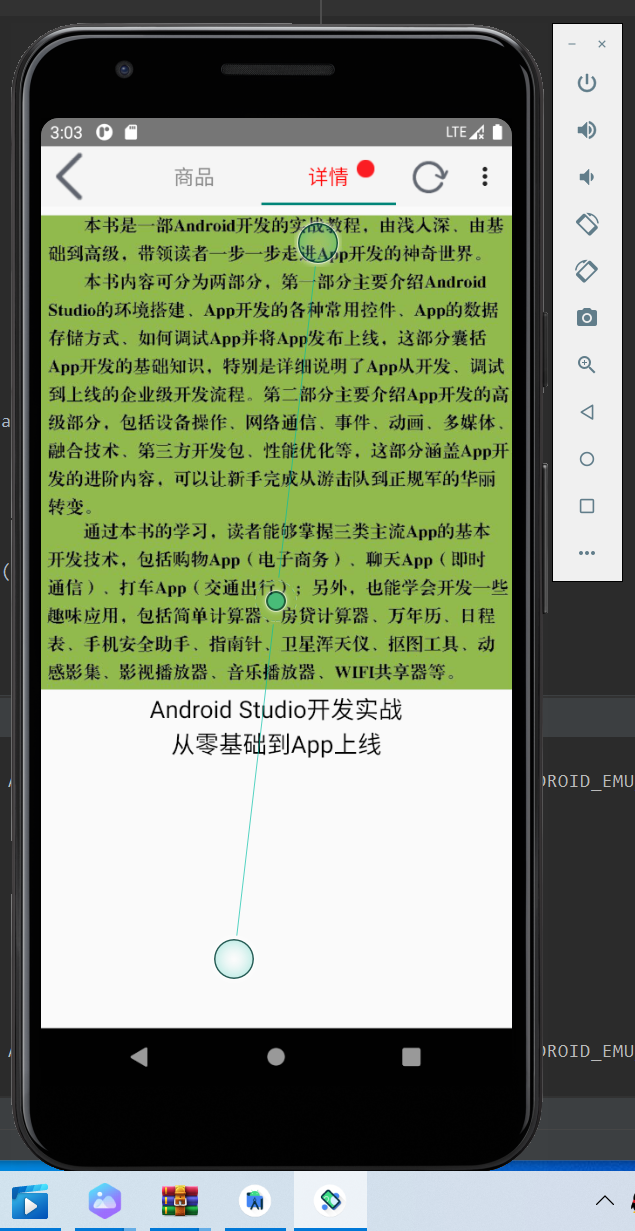 3:03
LTE
商品
详情
本书是一部Android开发的实战教程，由浅入深、由基
础到高级，带领读者一步一步走进App开发的神奇世界。
本书内容可分为两部分，第一部分主要介绍Android
Studio的环境搭建、App开发的各种常用控件、App的数据
存储方式、如何调试App并将App发布上线，这部分囊括
App开发的基础知识，特别是详细说明了App从开发、调试
到上线的企业级开发流程。第二部分主要介绍App开发的高
级部分，包括设备操作、网络通信、事件、动画、多媒体、
融合技术、第三方开发包、性能优化等，这部分涵盖App开
发的进阶内容，可以让新手完成从游击队到正规军的华丽
转变。
通过本书的学习，读者能够掌握三类主流App的基本
开发技术，包括购物App（电子商务）、聊天App（即时
通信）、打车App（交通出行）；另外，也能学会开发一些
趣味应用，包括简单计算器、房贷计算器、万年历、日程
表、手机安全助手、指南针、卫星浑天仪、抠图工具、动
感影集、影视播放器、音乐播放器、WIFI共享器等。
Android Studio开发实战
从零基础到App上线
a
(
DROID_EMU
DROID_EMU